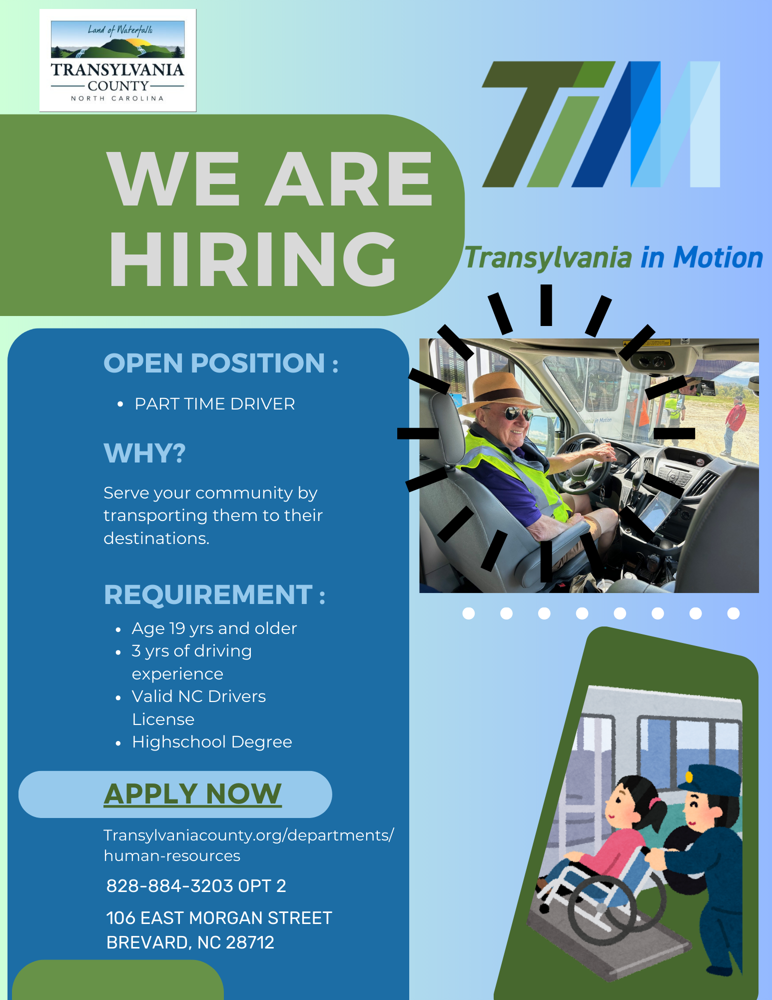 Land of Waterfalls
TRANSYLVANIA
COUNTY
NORTH CAROLINA
TiM
WE ARE
HIRING
Transylvania in Motion
OPEN POSITION :
• PART TIME DRIVER
WHY?
Serve your community by
transporting them to their
destinations.
REQUIREMENT :
• Age 19 yrs and older
• 3 yrs of driving
experience
• Valid NC Drivers
License
• Highschool Degree
APPLY NOW
Transylvaniacounty.org/departments/
human-resources
828-884-3203 OPT 2
106 EAST MORGAN STREET
BREVARD, NC 28712
vania in Motion